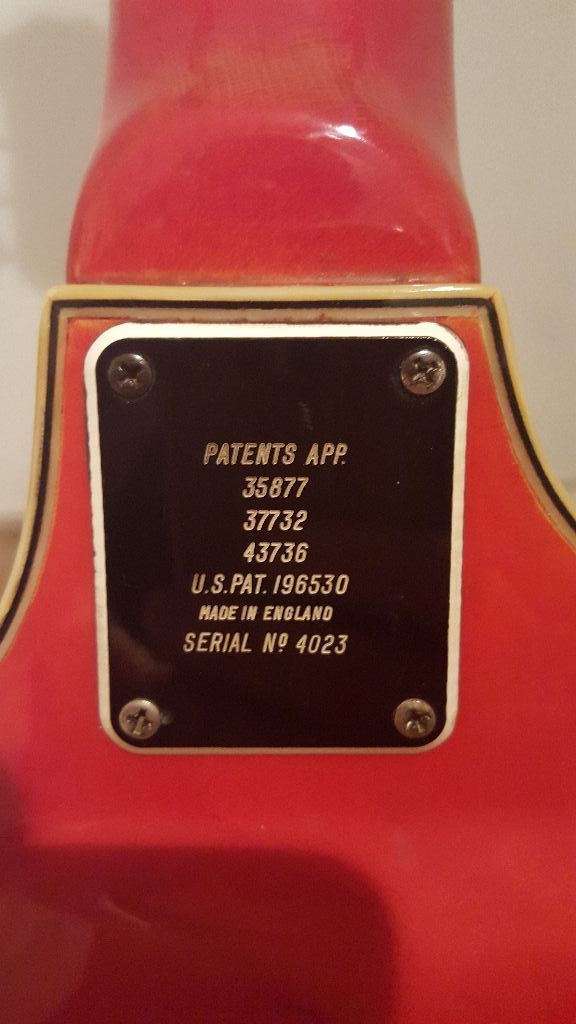 PATENTS APP.
35877
37732
43736
U.S.PAT. 196530
MADE IN ENGLAND
SERIAL Nº 4023